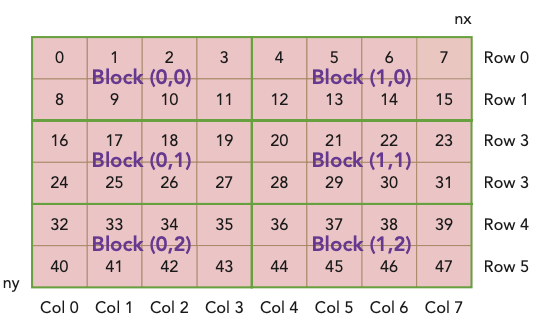 nx
0 1 2 3 4 5 6 7 Row 0
Block (0,0) Block (1,0)
8 9 10 11 12 13 14 15 Row 1
16 17 18 19 20 21 22 23 Row 3
Block (0,1) Block (1,1)
24 25 26 27 28 29 30 31 Row 3
32 33 34 35 36 37 38 39 Row 4
Block (0,2) Block (1,2)
40 41 42 43 44 45 46 47 Row 5
ny
Col 0 Col 1 Col 2 Col 3 Col 4 Col 5 Col 6 Col 7